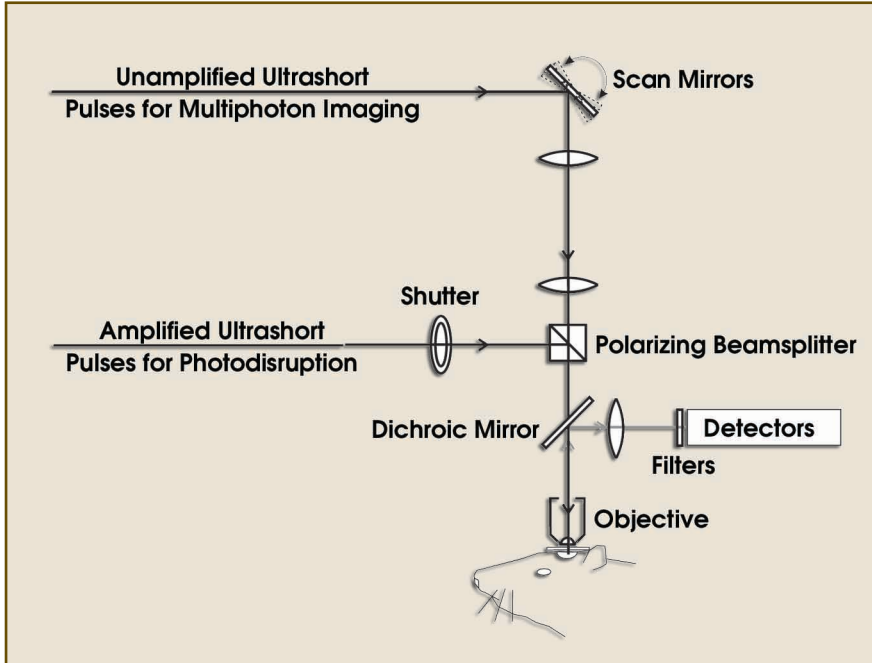 Unamplified Ultrashort
Pulses for Multiphoton Imaging
Scan Mirrors
Shutter
Amplified Ultrashort
Pulses for Photodisruption
Polarizing Beamsplitter
Dichroic Mirror
Detectors
Filters
Objective